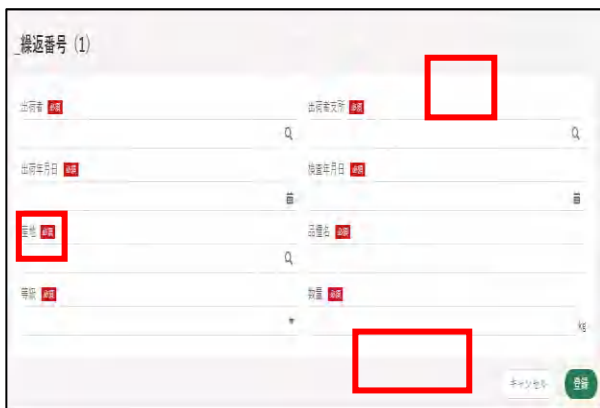 _繰返番号（1）
出荷者 必須
出荷者支所 必須
出荷年月日 必須
検査年月日 必須
産地 必須
品種名 必須
等級 必須
数量 必須
kg
キャンセル
登録